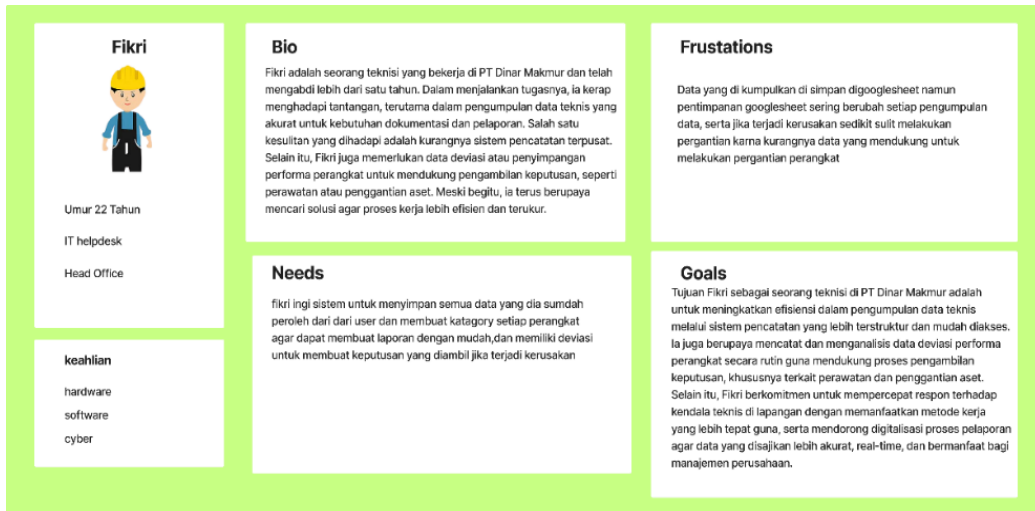 Fikri
Umur 22 Tahun
IT helpdesk
Head Office
keahlian
hardware
software
cyber
Bio
Fikri adalah seorang teknisi yang bekerja di PT Dinar Makmur dan telah
mengabdi lebih dari satu tahun. Dalam menjalankan tugasnya, ia kerap
menghadapi tantangan, terutama dalam pengumpulan data teknis yang
akurat untuk kebutuhan dokumentasi dan pelaporan. Salah satu
kesulitan yang dihadapi adalah kurangnya sistem pencatatan terpusat.
Selain itu, Fikri juga memerlukan data deviasi atau penyimpangan
performa perangkat untuk mendukung pengambilan keputusan, seperti
perawatan atau penggantian aset. Meski begitu, ia terus berupaya
mencari solusi agar proses kerja lebih efisien dan terukur.
Needs
fikri ingi sistem untuk menyimpan semua data yang dia sumdah
peroleh dari dari user dan membuat katagory setiap perangkat
agar dapat membuat laporan dengan mudah,dan memiliki deviasi
untuk membuat keputusan yang diambil jika terjadi kerusakan
Frustations
Data yang di kumpulkan di simpan digooglesheet namun
pentimpanan googlesheet sering berubah setiap pengumpulan
data, serta jika terjadi kerusakan sedikit sulit melakukan
pergantian karna kurangnya data yang mendukung untuk
melakukan pergantian perangkat
Goals
Tujuan Fikri sebagai seorang teknisi di PT Dinar Makmur adalah
untuk meningkatkan efisiensi dalam pengumpulan data teknis
melalui sistem pencatatan yang lebih terstruktur dan mudah diakses.
Ia juga berupaya mencatat dan menganalisis data deviasi performa
perangkat secara rutin guna mendukung proses pengambilan
keputusan, khususnya terkait perawatan dan penggantian aset.
Selain itu, Fikri berkomitmen untuk mempercepat respon terhadap
kendala teknis di lapangan dengan memanfaatkan metode kerja
yang lebih tepat guna, serta mendorong digitalisasi proses pelaporan
agar data yang disajikan lebih akurat, real-time, dan bermanfaat bagi
manajemen perusahaan.